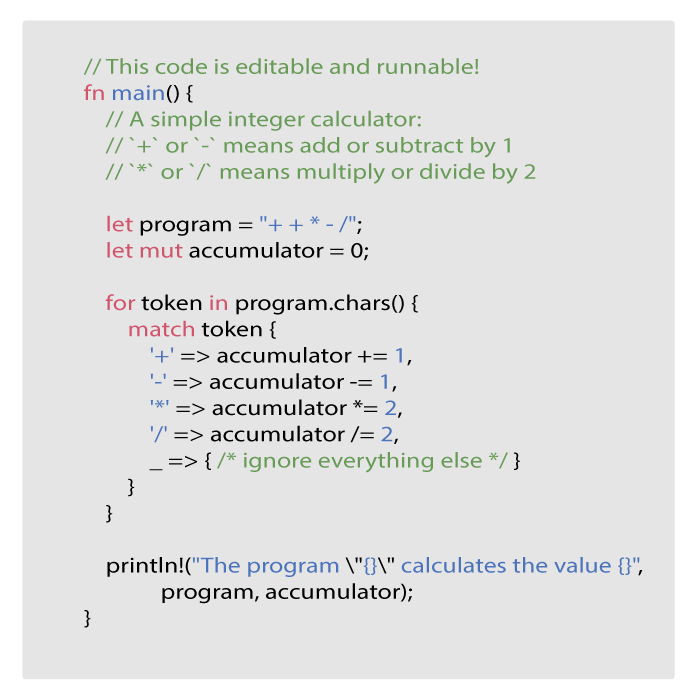 // This code is editable and runnable!
fn main() {
// A simple integer calculator:
// `+` or `-` means add or subtract by 1
// `*` or `/` means multiply or divide by 2
let program = "+ + * - /";
let mut accumulator = 0;
for token in program.chars() {
match token {
'+' => accumulator += 1,
'-' => accumulator -= 1,
'*' => accumulator *= 2,
'/' => accumulator /= 2,
_ => { /* ignore everything else */ }
}
}
println!("The program \"{}\" calculates the value {}",
program, accumulator);
}